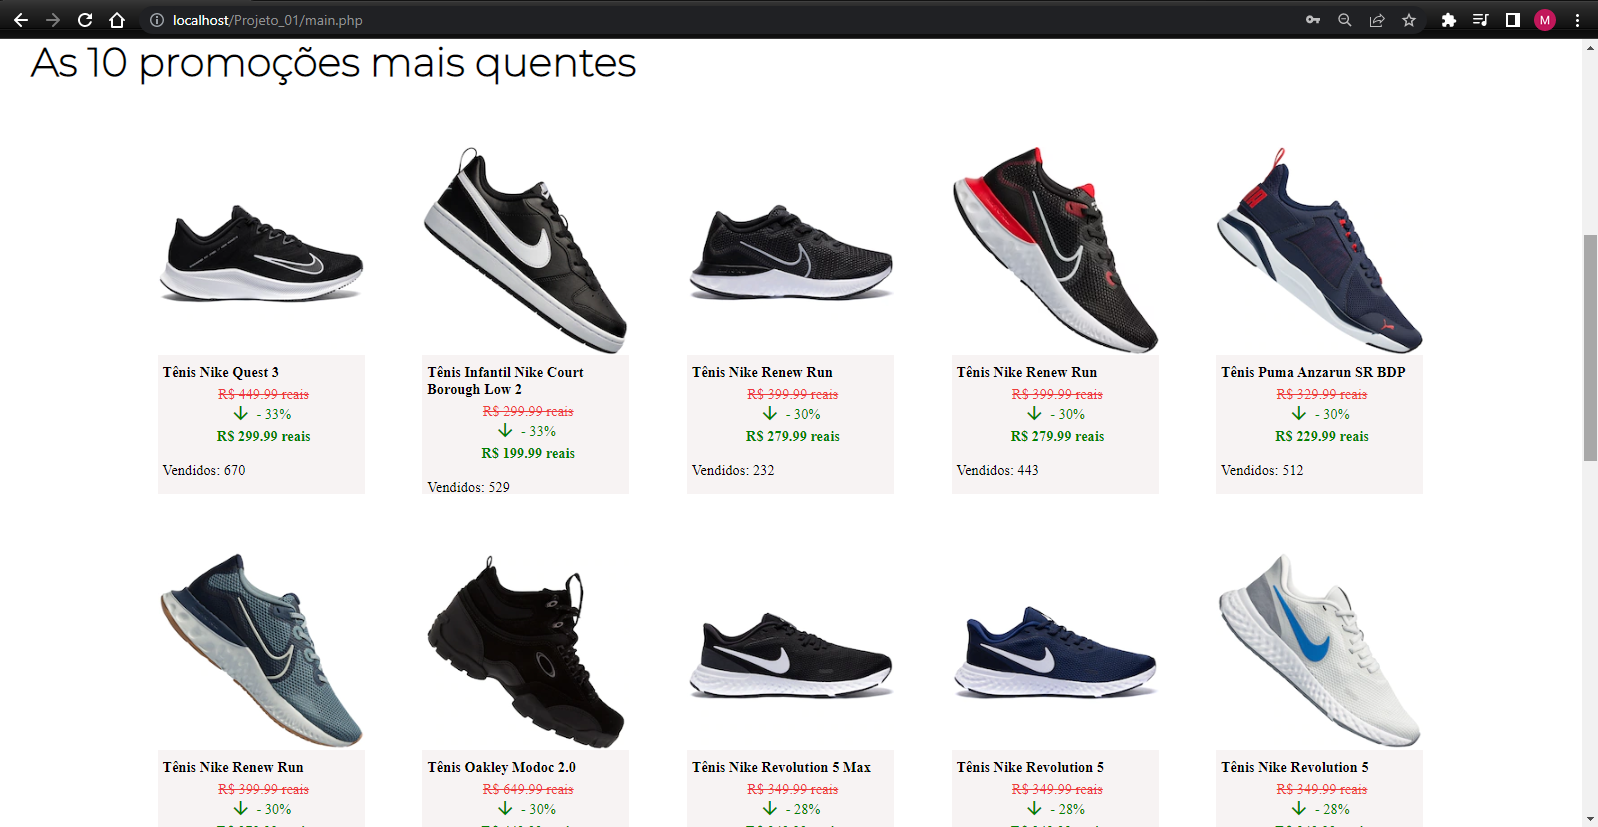 localhost/Projeto_01/main.php
M
As 10 promoções mais quentes
Tênis Nike Quest 3
R$ 449.99 reais
- 33%
R$ 299.99 reais
Vendidos: 670
Tênis Infantil Nike Court
Borough Low 2
R$ 299.99 reais
- 33%
R$ 199.99 reais
Vendidos: 529
Tênis Nike Renew Run
R$ 399.99 reais
- 30%
R$ 279.99 reais
Vendidos: 232
Tênis Nike Renew Run
R$ 399.99 reais
- 30%
R$ 279.99 reais
Vendidos: 443
Tênis Puma Anzarun SR BDP
R$ 329.99 reais
- 30%
R$ 229.99 reais
Vendidos: 512
Tênis Nike Renew Run
R$ 399.99 reais
- 30%
Tênis Oakley Modoc 2.0
R$ 649.99 reais
- 30%
Tênis Nike Revolution 5 Max
R$ 349.99 reais
- 28%
Tênis Nike Revolution 5
R$ 349.99 reais
- 28%
Tênis Nike Revolution 5
R$ 349.99 reais
- 28%